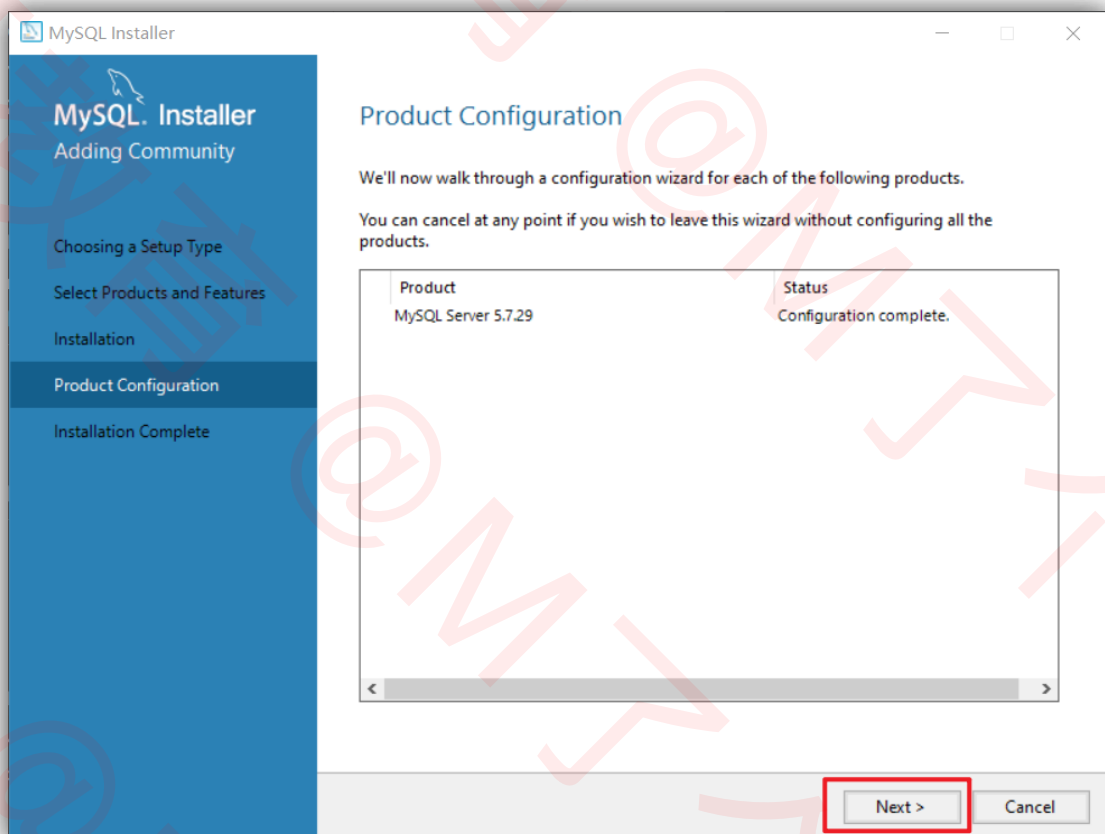 MySQL Installer
MySQL. Installer
Adding Community
Choosing a Setup Type
Select Products and Features
Installation
Product Configuration
Installation Complete
Product Configuration
We'll now walk through a configuration wizard for each of the following products.
You can cancel at any point if you wish to leave this wizard without configuring all the
products.
Product Status
MySQL Server 5.7.29 Configuration complete.
Next > Cancel